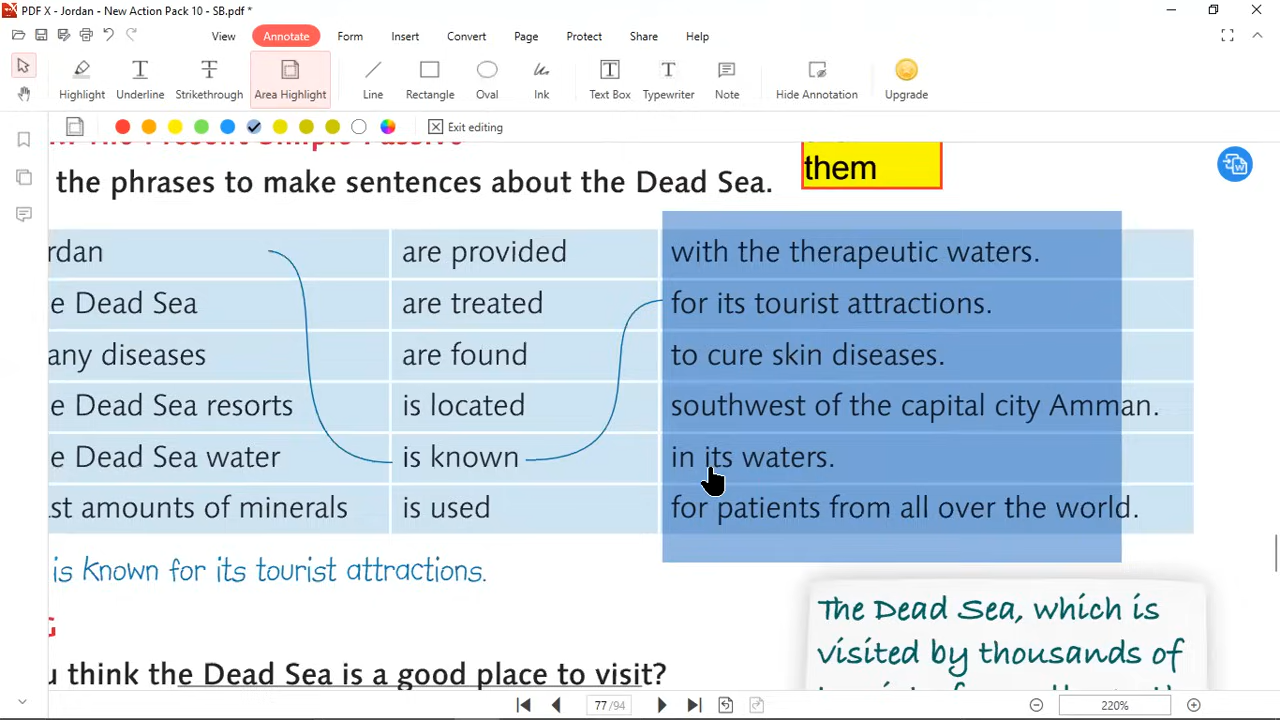 PDF X - Jordan - New Action Pack 10 - SB.pdf *
View Annotate Form Insert Convert Page Protect Share Help
Highlight Underline Strikethrough Area Highlight Line Rectangle Oval Ink Text Box Typewriter Note Hide Annotation Upgrade
Exit editing
Present Simple Passive
them
the phrases to make sentences about the Dead Sea.
rdan are provided with the therapeutic waters.
e Dead Sea are treated for its tourist attractions.
any diseases are found to cure skin diseases.
e Dead Sea resorts is located southwest of the capital city Amman.
e Dead Sea water is known in its waters.
st amounts of minerals is used for patients from all over the world.
is known for its tourist attractions.
G
The Dead Sea, which is
u think the Dead Sea is a good place to visit?
visited by thousands of
77/94
220%